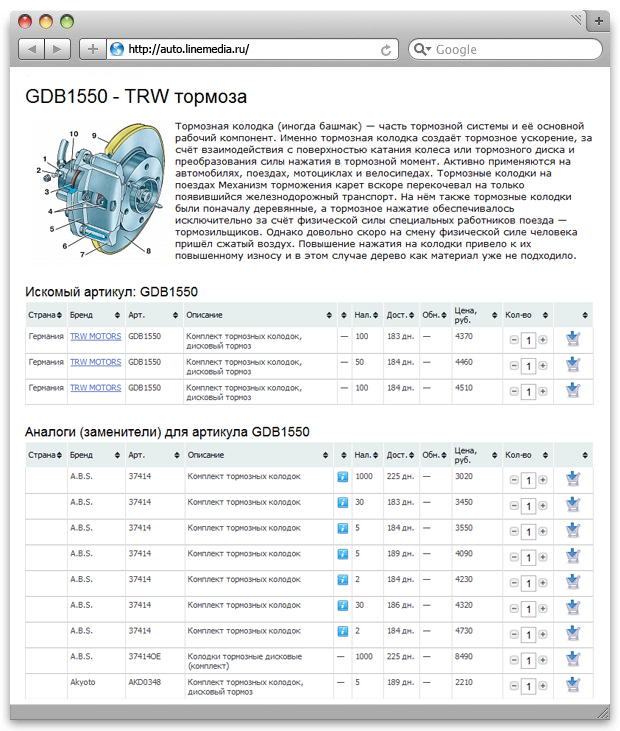 http://auto.linemedia.ru/
Google
GDB1550 - TRW тормоза
Тормозная колодка (иногда башмак) — часть тормозной системы и её основной
рабочий компонент. Именно тормозная колодка создаёт тормозное ускорение, за
счёт взаимодействия с поверхностью катания колеса или тормозного диска и
преобразования силы нажатия в тормозной момент. Активно применяются на
автомобилях, поездах, мотоциклах и велосипедах. Тормозные колодки на
поездах Механизм торможения карет вскоре перекочевал на только
появившийся железнодорожный транспорт. На нём также тормозные колодки
были поначалу деревянные, а тормозное нажатие обеспечивалось
исключительно за счёт физической силы специальных работников поезда —
тормозильщиков. Однако довольно скоро на смену физической силе человека
пришёл сжатый воздух. Повышение нажатия на колодки привело к их
повышенному износу и в этом случае дерево как материал уже не подходило.
10 9
1
2
3
4
5
6
7 8
Искомый артикул: GDB1550
Страна Бренд Арт. Описание Нал. Дост. Обн. Цена, руб. Кол-во
Германия TRW MOTORS GDB1550 Комплект тормозных колодок, — 100 183 дн. — 4370 1
дисковый тормоз
Германия TRW MOTORS GDB1550 Комплект тормозных колодок, — 50 184 дн. — 4460 1
дисковый тормоз
Германия TRW MOTORS GDB1550 Комплект тормозных колодок, — 100 184 дн. — 4510 1
дисковый тормоз
Аналоги (заменители) для артикула GDB1550
Страна Бренд Арт. Описание Нал. Дост. Обн. Цена, руб. Кол-во
A.B.S. 37414 Комплект тормозных колодок i 1000 225 дн. — 3020 1
A.B.S. 37414 Комплект тормозных колодок i 30 183 дн. — 3450 1
A.B.S. 37414 Комплект тормозных колодок i 5 184 дн. — 3550 1
A.B.S. 37414 Комплект тормозных колодок i 5 189 дн. — 4090 1
A.B.S. 37414 Комплект тормозных колодок i 2 184 дн. — 4230 1
A.B.S. 37414 Комплект тормозных колодок i 30 186 дн. — 4320 1
A.B.S. 37414 Комплект тормозных колодок i 2 184 дн. — 4730 1
A.B.S. 37414OE Колодки тормозные дисковые — 1000 225 дн. — 8490 1
(комплект)
Akyoto AKD0348 Комплект тормозных колодок, — 5 189 дн. — 2210 1
дисковый тормоз